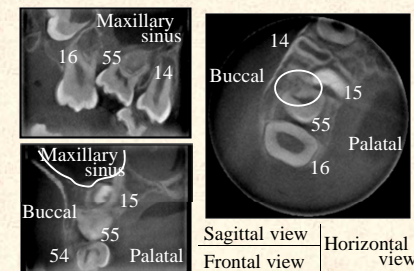 Maxillary
sinus
16
55
14
Maxillary
sinus
15
Buccal
55
54
Palatal
14
Buccal
15
55
Palatal
16
Sagittal view
Frontal view
Horizontal
view